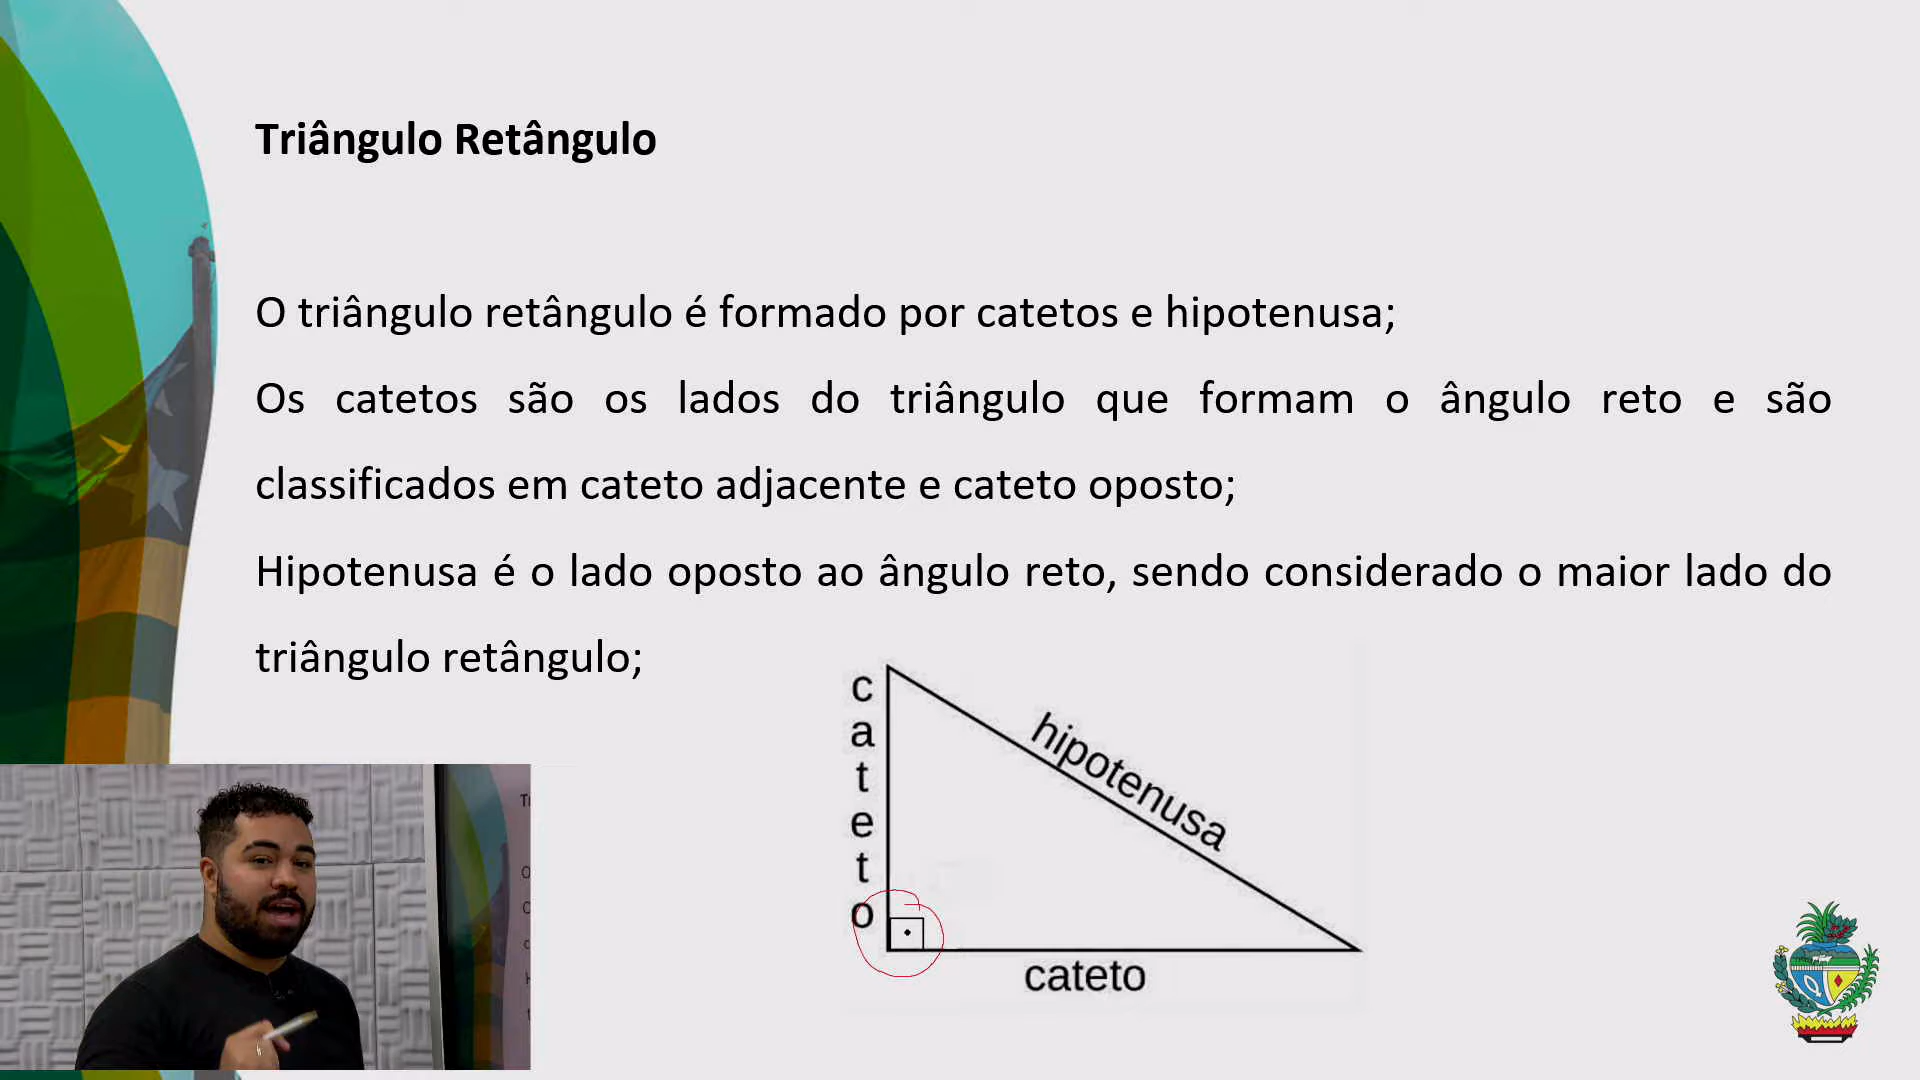 Triângulo Retângulo
O triângulo retângulo é formado por catetos e hipotenusa;
Os catetos são os lados do triângulo que formam o ângulo reto e são
classificados em cateto adjacente e cateto oposto;
Hipotenusa é o lado oposto ao ângulo reto, sendo considerado o maior lado do
triângulo retângulo;
cateto
hipotenusa
cateto